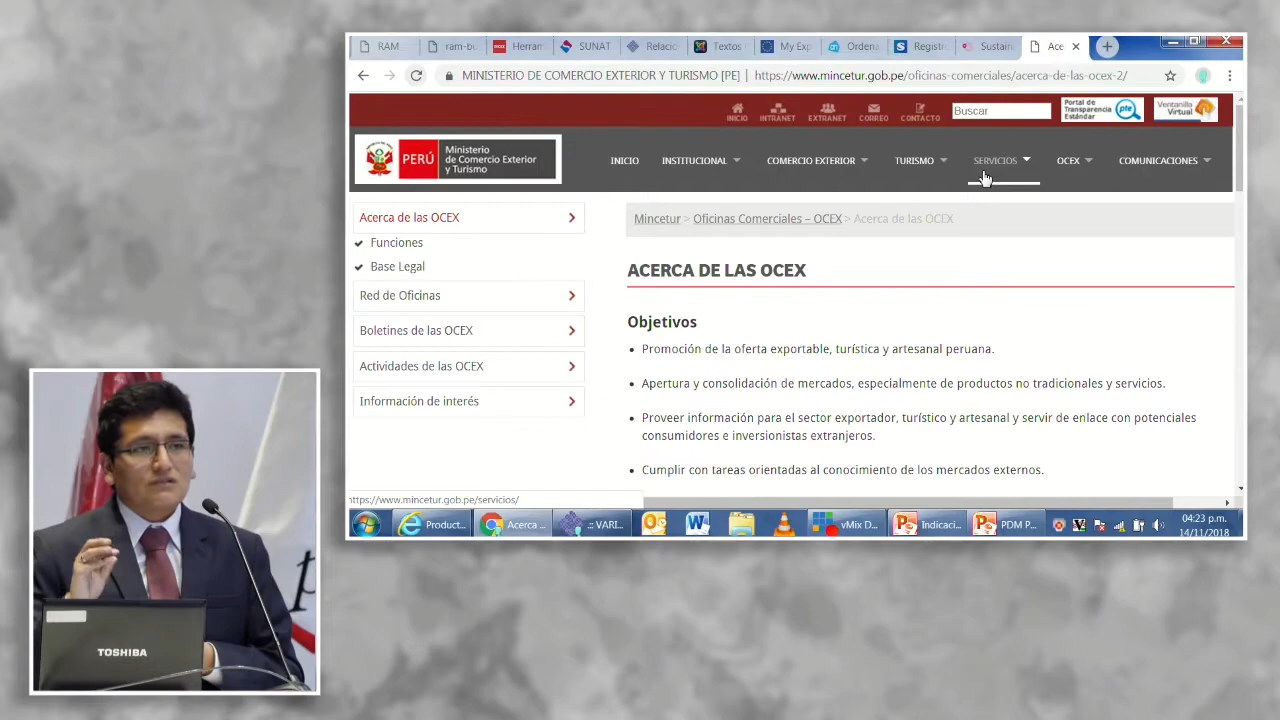 RAM
ram-bu
Herram
SUNAT
Relació
Textos
My Exp
Ordena
Registr
Sustain
Ace
MINISTERIO DE COMERCIO EXTERIOR Y TURISMO [PE] | https://www.mincetur.gob.pe/oficinas-comerciales/acerca-de-las-ocex-2/
INICIO
INTRANET
EXTRANET
CORREO
CONTACTO
Buscar
Portal de
Transparencia
Estándar
pte
Ventanilla
Virtual
PERÚ
Ministerio
de Comercio Exterior
y Turismo
INICIO
INSTITUCIONAL
COMERCIO EXTERIOR
TURISMO
SERVICIOS
OCEX
COMUNICACIONES
Acerca de las OCEX
Funciones
Base Legal
Red de Oficinas
Boletines de las OCEX
Actividades de las OCEX
Información de interés
Mincetur > Oficinas Comerciales – OCEX > Acerca de las OCEX
ACERCA DE LAS OCEX
Objetivos
• Promoción de la oferta exportable, turística y artesanal peruana.
• Apertura y consolidación de mercados, especialmente de productos no tradicionales y servicios.
• Proveer información para el sector exportador, turístico y artesanal y servir de enlace con potenciales
consumidores e inversionistas extranjeros.
• Cumplir con tareas orientadas al conocimiento de los mercados externos.
https://www.mincetur.gob.pe/servicios/
Product...
Acerca ...
.:: VARI...
vMix D...
Indicaci...
PDM P...
04:23 p.m.
14/11/2018
TOSHIBA